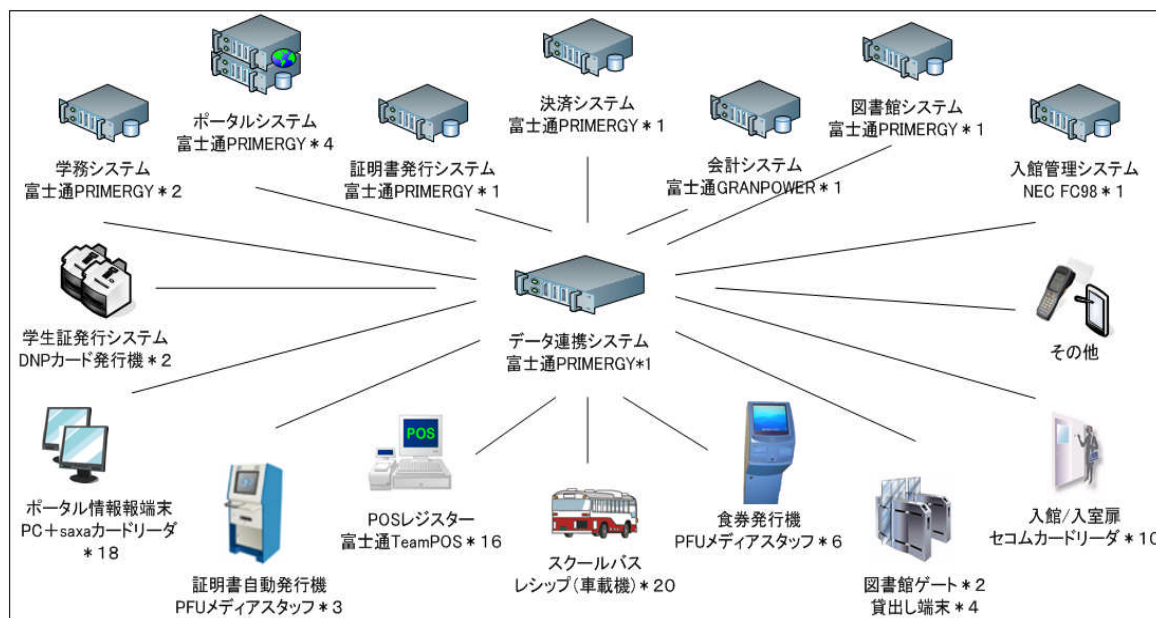 ポータルシステム
富士通PRIMERGY＊4
決済システム
富士通PRIMERGY＊1
図書館システム
富士通PRIMERGY＊1
学務システム
富士通PRIMERGY＊2
証明書発行システム
富士通PRIMERGY＊1
会計システム
富士通GRANPOWER＊1
入館管理システム
NEC FC98＊1
学生証発行システム
DNPカード発行機＊2
データ連携システム
富士通PRIMERGY*1
その他
ポータル情報報端末
PC＋saxaカードリーダ
＊18
証明書自動発行機
PFUメディアスタッフ＊3
POS
POSレジスター
富士通TeamPOS＊16
スクールバス
レシップ(車載機)＊20
食券発行機
PFUメディアスタッフ＊6
図書館ゲート＊2
貸出し端末＊4
入館/入室扉
セコムカードリーダ＊10